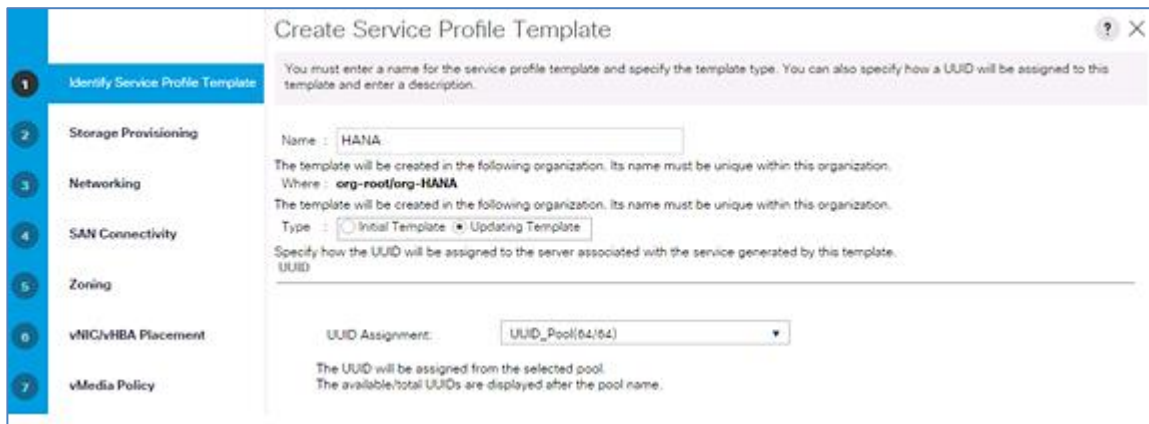 Create Service Profile Template
?
You must enter a name for the service profile template and specify the template type. You can also specify how a UUID will be assigned to this
template and enter a description.
1 Identify Service Profile Template
2 Storage Provisioning
3 Networking
4 SAN Connectivity
5 Zoning
6 vNIC/vHBA Placement
7 vMedia Policy
Name : HANA
The template will be created in the following organization. Its name must be unique within this organization.
Where : org-root/org-HANA
The template will be created in the following organization. Its name must be unique within this organization.
Type : Initial Template Updating Template
Specify how the UUID will be assigned to the server associated with the service generated by this template.
UUID
UUID Assignment: UUID_Pool(64/64)
The UUID will be assigned from the selected pool.
The available/total UUIDs are displayed after the pool name.